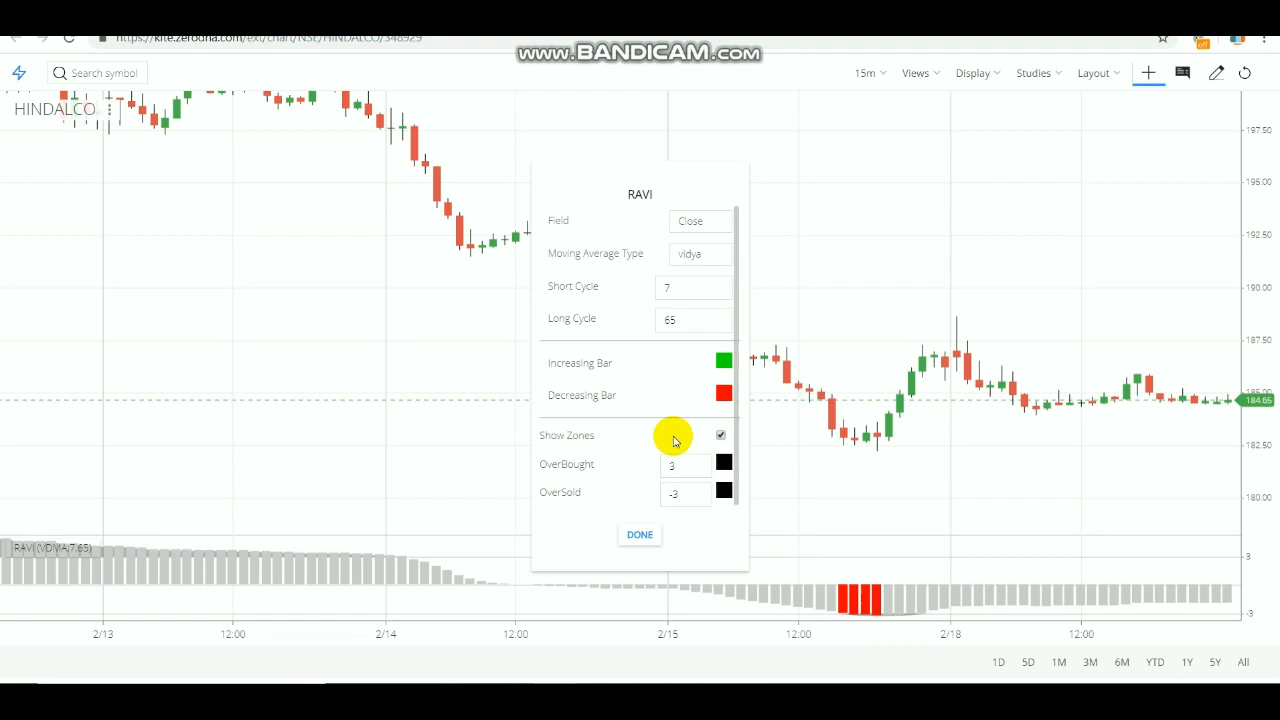 https://kite.zerodha.com/ext/chart/NSE/HINDALCO/348929
off
www.BANDICAM.com
Search symbol
15m
Views
Display
Studies
Layout
HINDALCO
197.50
195.00
192.50
190.00
187.50
185.00
184.65
182.50
180.00
RAVI
Field
Close
Moving Average Type
vidya
Short Cycle
7
Long Cycle
65
Increasing Bar
Decreasing Bar
Show Zones
OverBought
3
OverSold
-3
DONE
RAVI (VDMA,7,65)
3
-3
2/13
12:00
2/14
12:00
2/15
12:00
2/18
12:00
1D
5D
1M
3M
6M
YTD
1Y
5Y
All